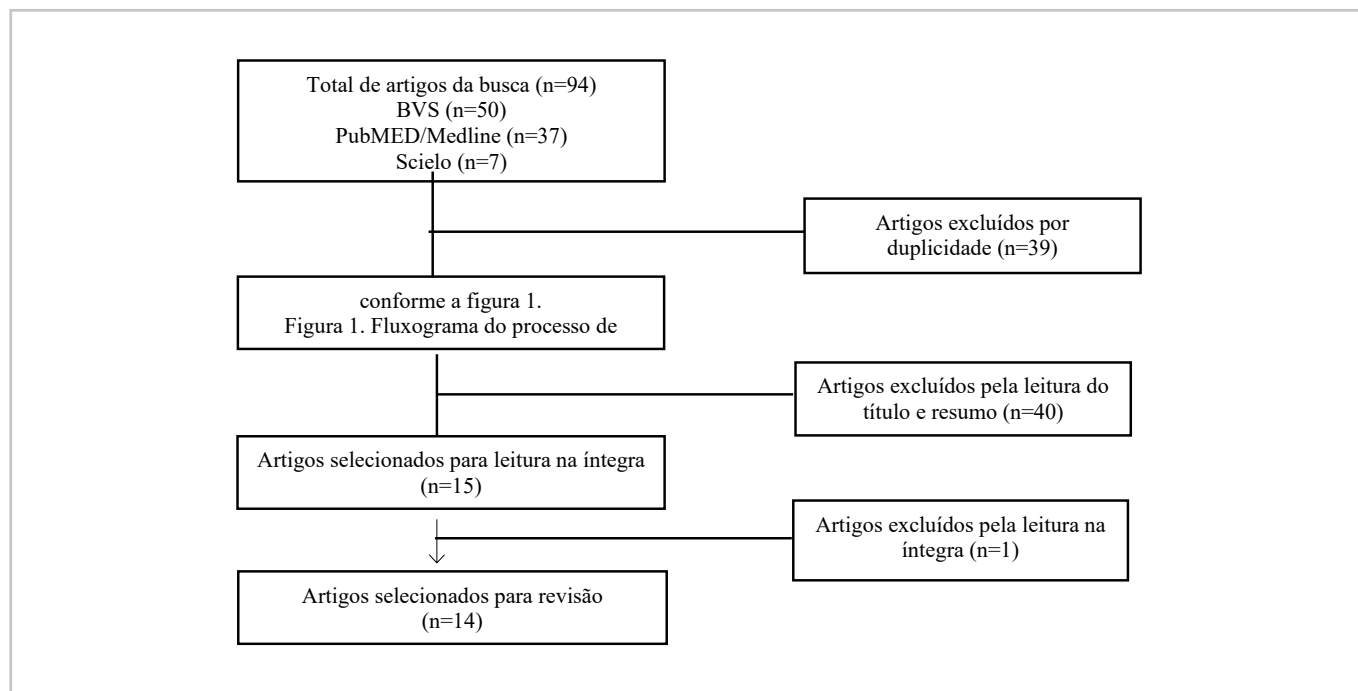 Total de artigos da busca (n=94)
BVS (n=50)
PubMED/Medline (n=37)
Scielo (n=7)
Artigos excluídos por
duplicidade (n=39)
conforme a figura 1.
Figura 1. Fluxograma do processo de
Artigos excluídos pela leitura do
título e resumo (n=40)
Artigos selecionados para leitura na íntegra
(n=15)
Artigos excluídos pela leitura na
íntegra (n=1)
Artigos selecionados para revisão
(n=14)